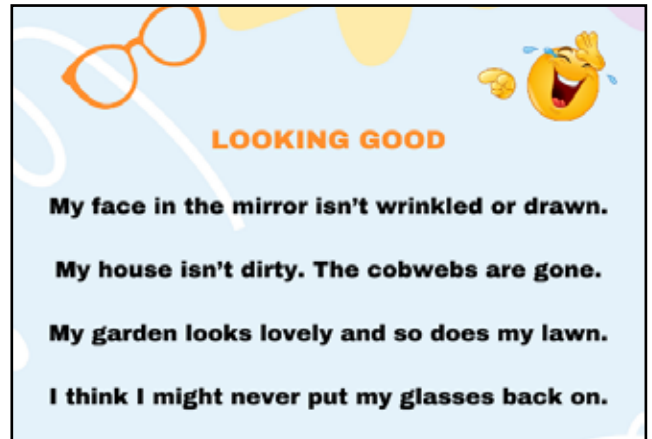 LOOKING GOOD
My face in the mirror isn’t wrinkled or drawn.
My house isn’t dirty. The cobwebs are gone.
My garden looks lovely and so does my lawn.
I think I might never put my glasses back on.